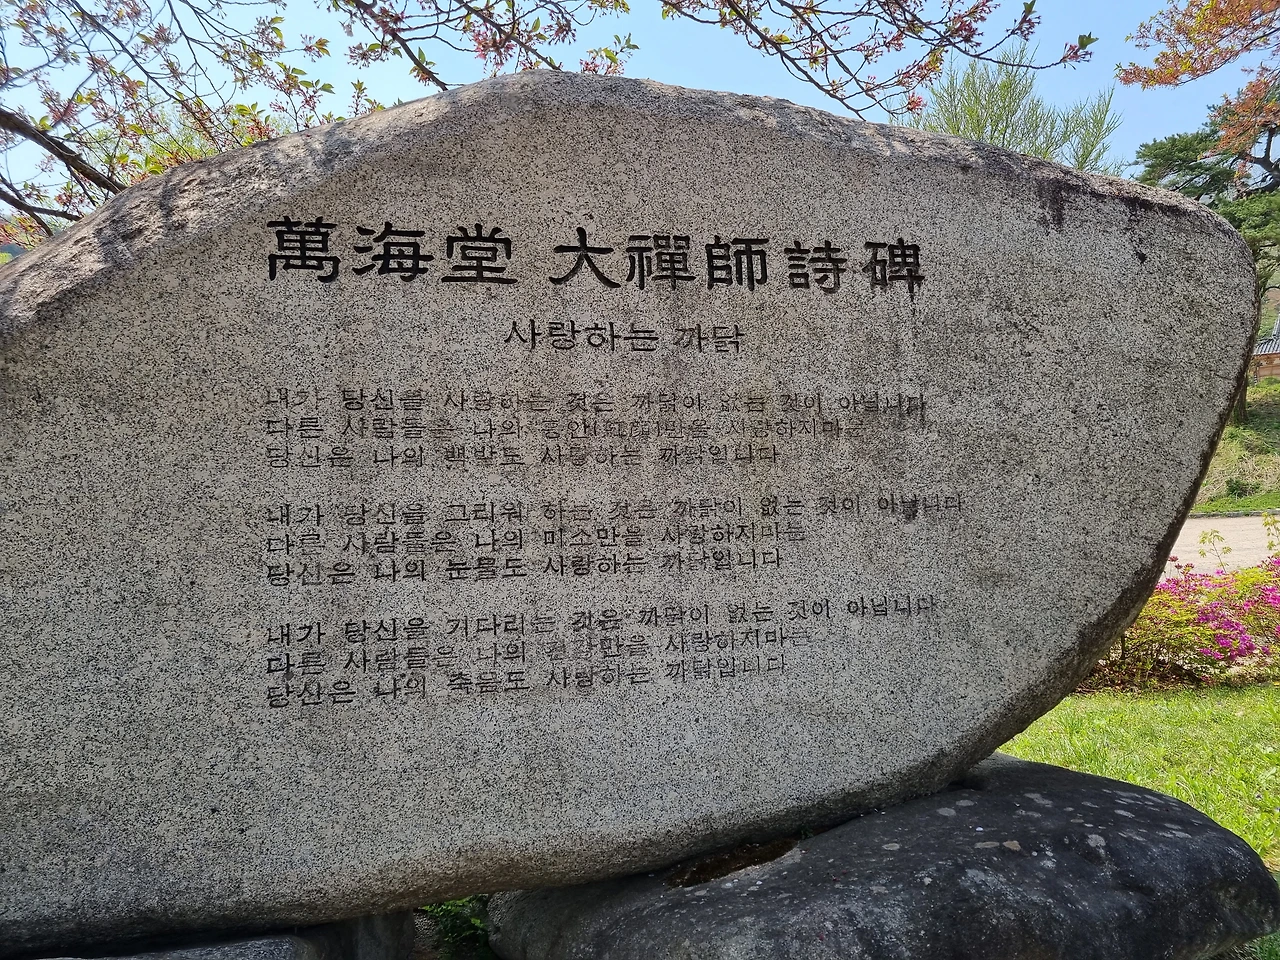 萬海堂 大禪師詩碑
사랑하는 까닭
내가 당신을 사랑하는 것은 까닭이 없는 것이 아닙니다
다른 사람들은 나의 홍안(紅顔)만을 사랑하지마는
당신은 나의 백발도 사랑하는 까닭입니다
내가 당신을 그리워 하는 것은 까닭이 없는 것이 아닙니다
다른 사람들은 나의 미소만을 사랑하지마는
당신은 나의 눈물도 사랑하는 까닭입니다
내가 당신을 기다리는 것은 까닭이 없는 것이 아닙니다
다른 사람들은 나의 건강만을 사랑하지마는
당신은 나의 죽음도 사랑하는 까닭입니다